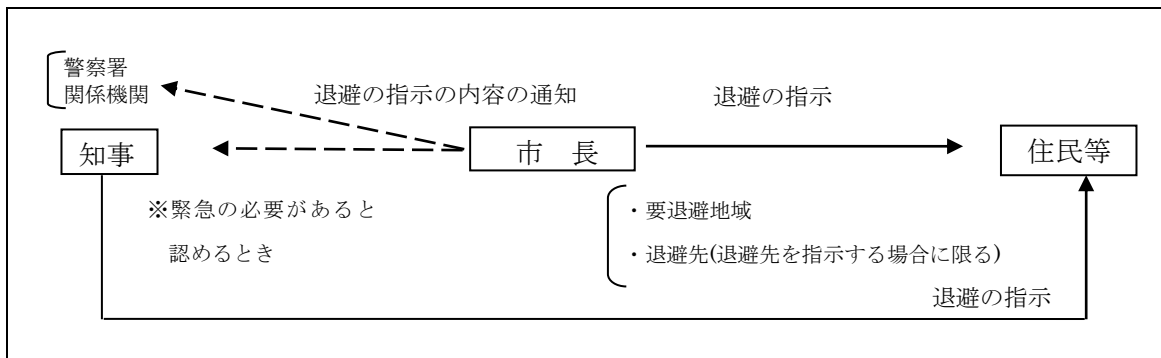 警察署
関係機関
退避の指示の内容の通知
退避の指示
知事
市　長
住民等
※緊急の必要があると
認めるとき
・要退避地域
・退避先(退避先を指示する場合に限る)
退避の指示